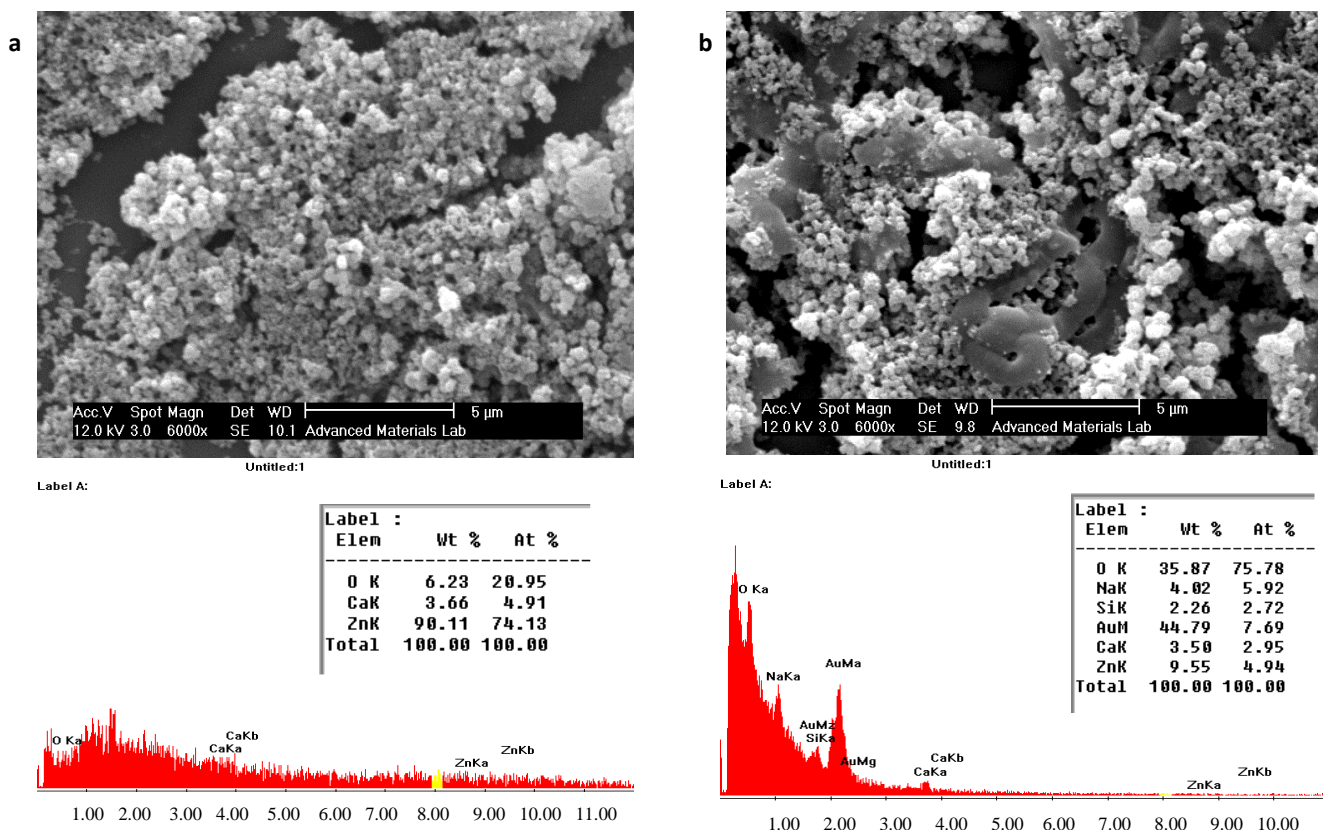 a
Acc.V Spot Magn Det WD 5 µm
12.0 kV 3.0 6000x SE 10.1 Advanced Materials Lab
Untitled:1
Label A:
Label :
Elem Wt % At %
O K 6.23 20.95
CaK 3.66 4.91
ZnK 90.11 74.13
Total 100.00 100.00
O Ka
CaKb
CaKa
ZnKb
ZnKa
1.00 2.00 3.00 4.00 5.00 6.00 7.00 8.00 9.00 10.00 11.00
b
Acc.V Spot Magn Det WD 5 µm
12.0 kV 3.0 6000x SE 9.8 Advanced Materials Lab
Untitled:1
Label A:
Label :
Elem Wt % At %
O K 35.87 75.78
NaK 4.02 5.92
SiK 2.26 2.72
AuM 44.79 7.69
CaK 3.50 2.95
ZnK 9.55 4.94
Total 100.00 100.00
O Ka
NaKa
AuMa
AuMz
SiKa
AuMg
CaKb
CaKa
ZnKb
ZnKa
1.00 2.00 3.00 4.00 5.00 6.00 7.00 8.00 9.00 10.00